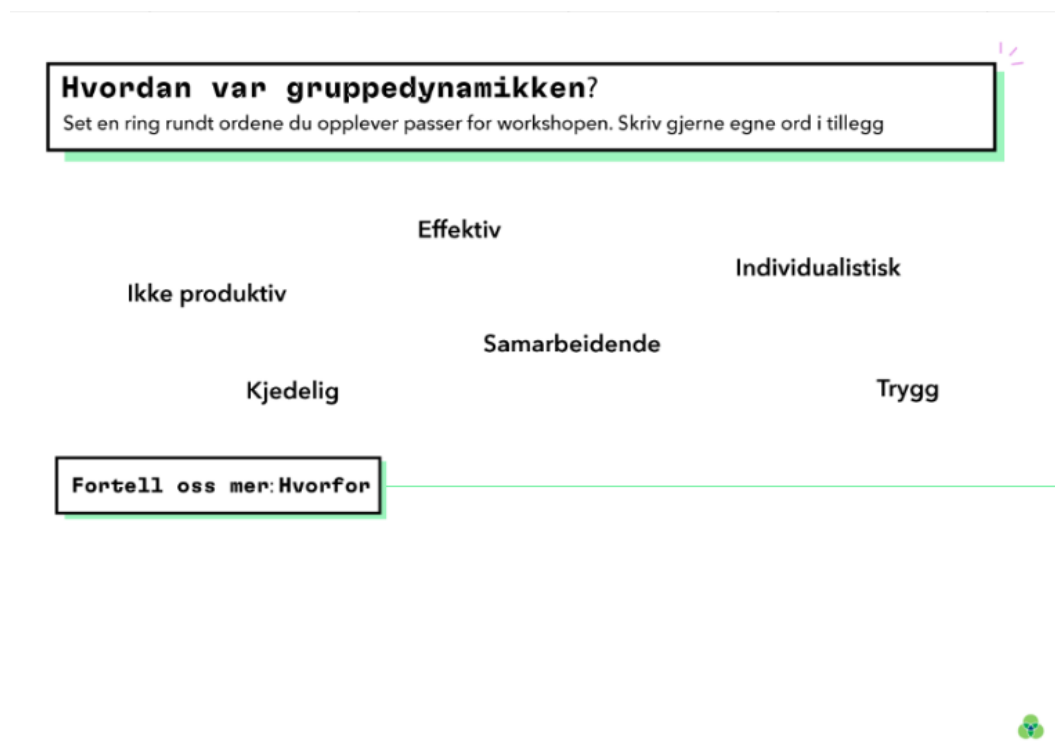 Hvordan var gruppedynamikken?
Set en ring rundt ordene du opplever passer for workshopen. Skriv gjerne egne ord i tillegg
Effektiv
Individualistisk
Ikke produktiv
Samarbeidende
Kjedelig
Trygg
Fortell oss mer: Hvorfor